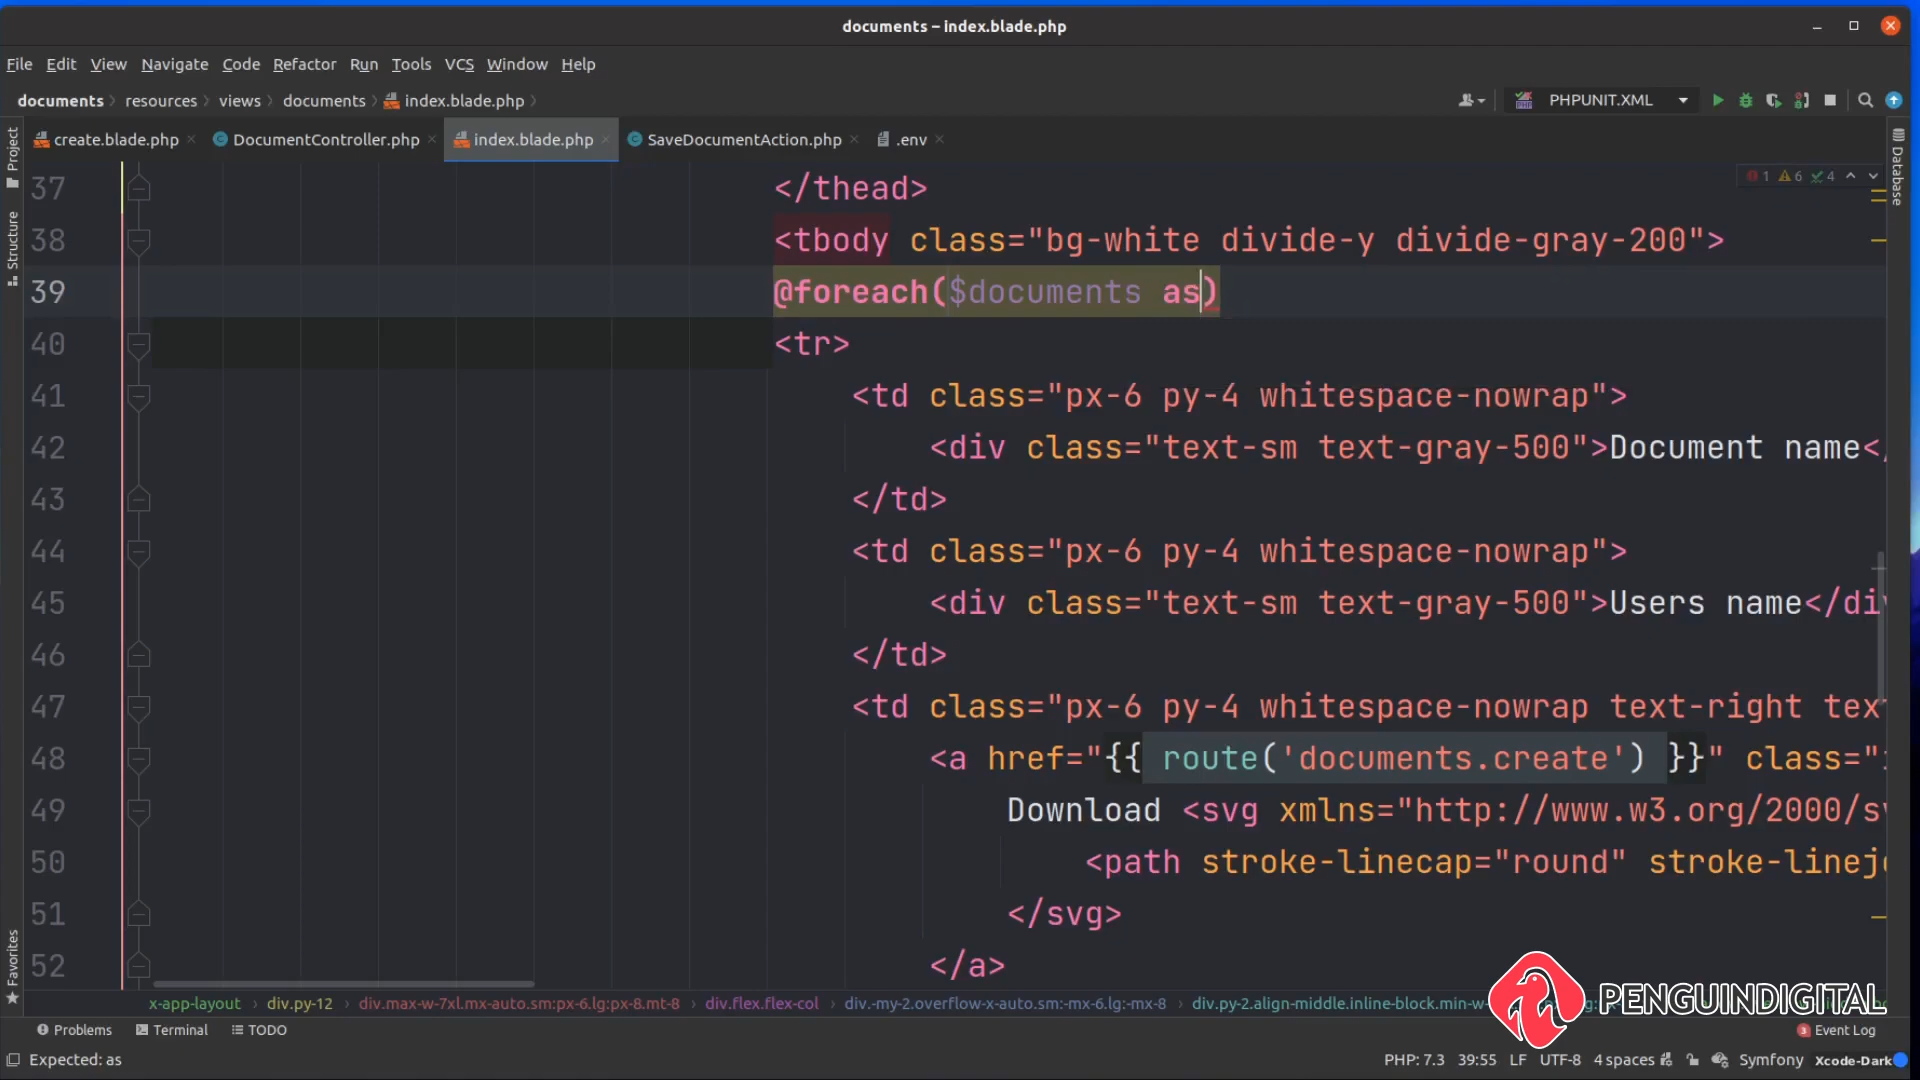 documents – index.blade.php
File Edit View Navigate Code Refactor Run Tools VCS Window Help
documents resources views documents index.blade.php PHPUNIT.XML
create.blade.php DocumentController.php index.blade.php SaveDocumentAction.php .env
Project
Structure
Favorites
Database
1 6 4
37 </thead>
38 <tbody class="bg-white divide-y divide-gray-200">
39 @foreach($documents as)
40 <tr>
41 <td class="px-6 py-4 whitespace-nowrap">
42 <div class="text-sm text-gray-500">Document name<
43 </td>
44 <td class="px-6 py-4 whitespace-nowrap">
45 <div class="text-sm text-gray-500">Users name</di
46 </td>
47 <td class="px-6 py-4 whitespace-nowrap text-right tex
48 <a href="{{ route('documents.create') }}" class="
49 Download <svg xmlns="http://www.w3.org/2000/s
50 <path stroke-linecap="round" stroke-linej
51 </svg>
52 </a>
x-app-layout div.py-12 div.max-w-7xl.mx-auto.sm:px-6.lg:px-8.mt-8 div.flex.flex-col div.-my-2.overflow-x-auto.sm:-mx-6.lg:-mx-8 div.py-2.align-middle.inline-block.min-w-
PENGUINDIGITAL
Problems Terminal TODO 3 Event Log
Expected: as PHP: 7.3 39:55 LF UTF-8 4 spaces Symfony Xcode-Dark